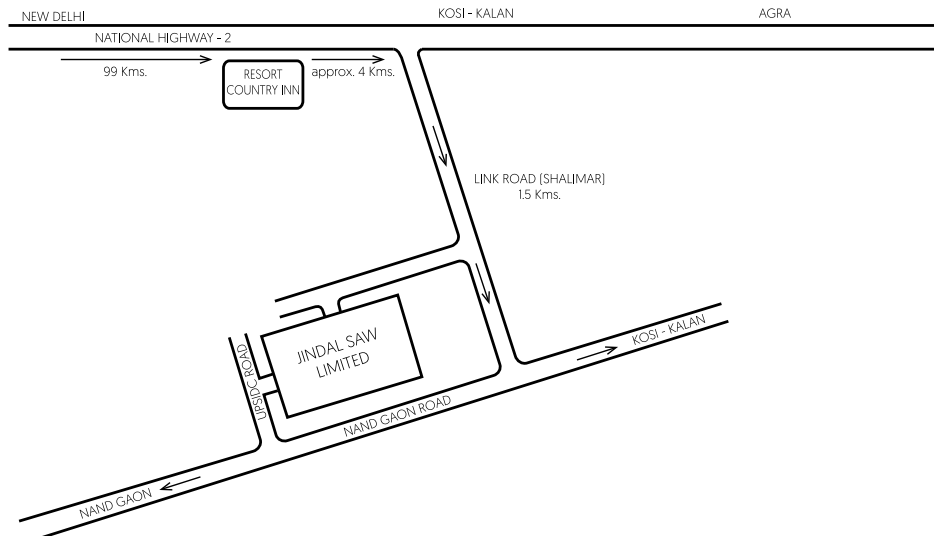 NEW DELHI
KOSI - KALAN
AGRA
NATIONAL HIGHWAY - 2
99 Kms.
RESORT
COUNTRY INN
approx. 4 Kms.
LINK ROAD (SHALIMAR)
1.5 Kms.
KOSI - KALAN
JINDAL SAW
LIMITED
UPSIDC ROAD
NAND GAON ROAD
NAND GAON